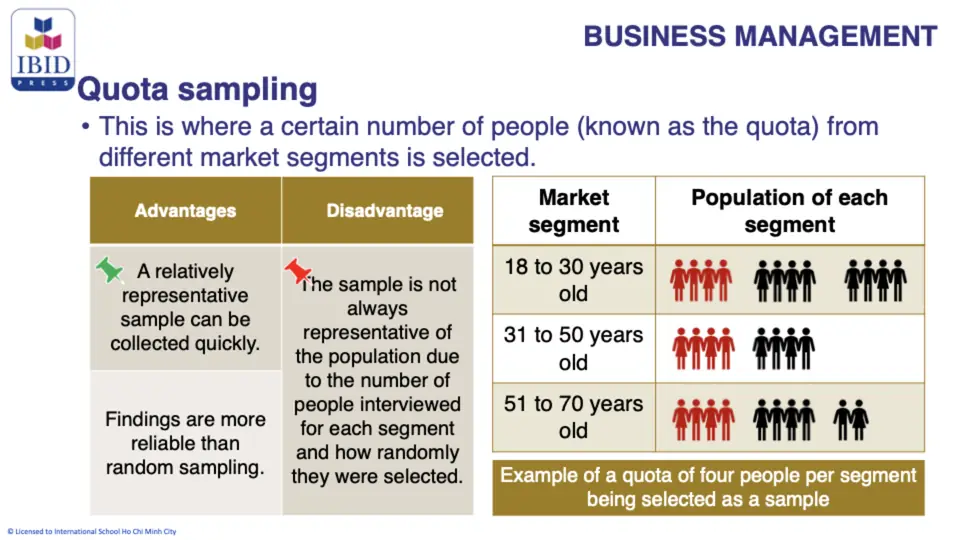 IBID
PRESS
BUSINESS MANAGEMENT
Quota sampling
• This is where a certain number of people (known as the quota) from
different market segments is selected.
Advantages
Disadvantage
A relatively
representative
sample can be
collected quickly.
Findings are more
reliable than
random sampling.
The sample is not
always
representative of
the population due
to the number of
people interviewed
for each segment
and how randomly
they were selected.
Market
segment
Population of each
segment
18 to 30 years
old
31 to 50 years
old
51 to 70 years
old
Example of a quota of four people per segment
being selected as a sample
© Licensed to International School Ho Chi Minh City